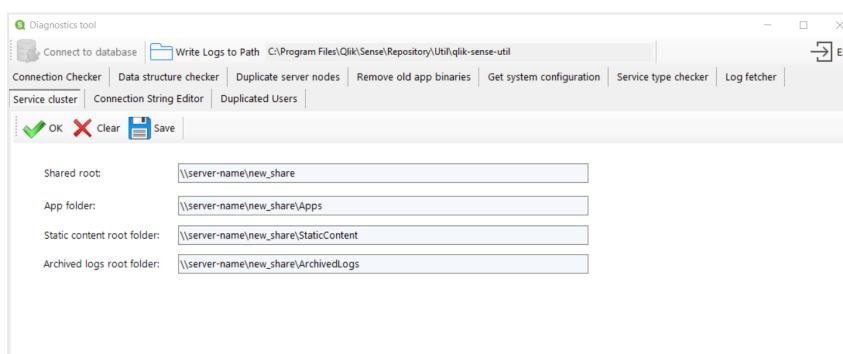 Diagnostics tool
Connect to database Write Logs to Path C:\Program Files\Qlik\Sense\Repository\Util\qlik-sense-util
Connection Checker Data structure checker Duplicate server nodes Remove old app binaries Get system configuration Service type checker Log fetcher
Service cluster Connection String Editor Duplicated Users
OK Clear Save
Shared root: \\server-name\new_share
App folder: \\server-name\new_share\Apps
Static content root folder: \\server-name\new_share\StaticContent
Archived logs root folder: \\server-name\new_share\ArchivedLogs